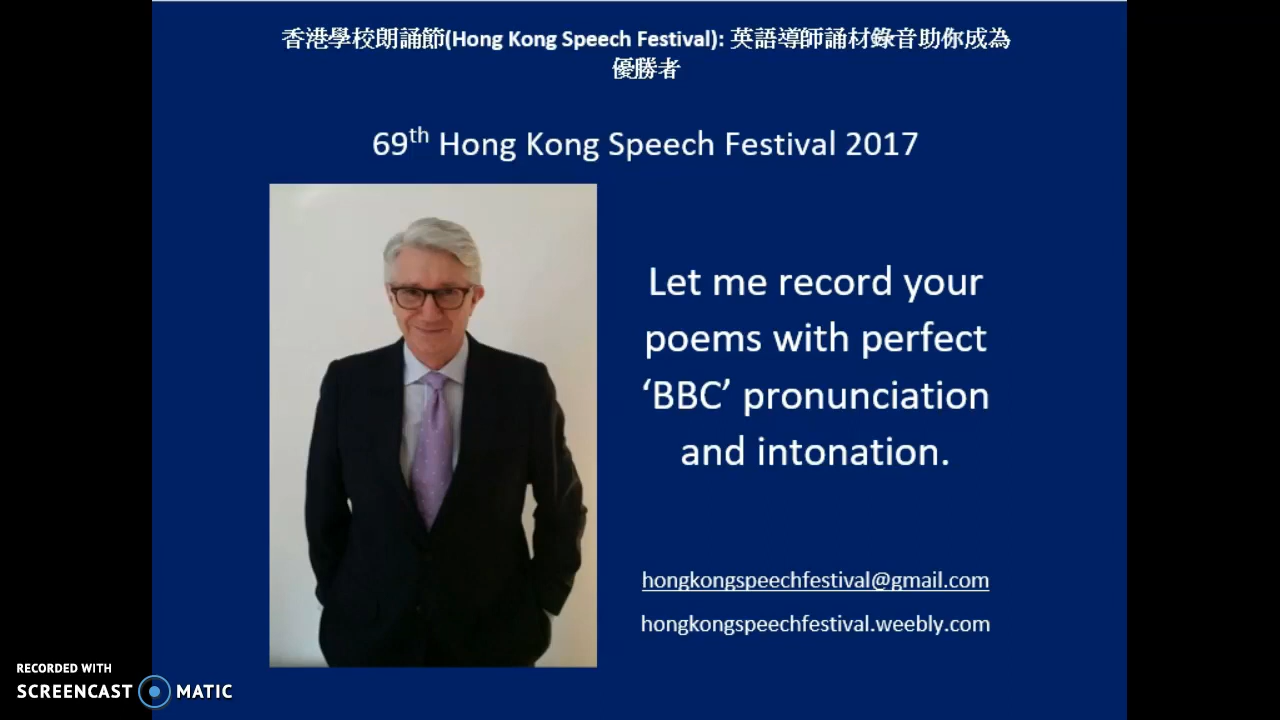 香港學校朗誦節(Hong Kong Speech Festival): 英語導師誦材錄音助你成為
優勝者
69th Hong Kong Speech Festival 2017
Let me record your
poems with perfect
‘BBC’ pronunciation
and intonation.
hongkongspeechfestival@gmail.com
hongkongspeechfestival.weebly.com
RECORDED WITH
SCREENCAST MATIC